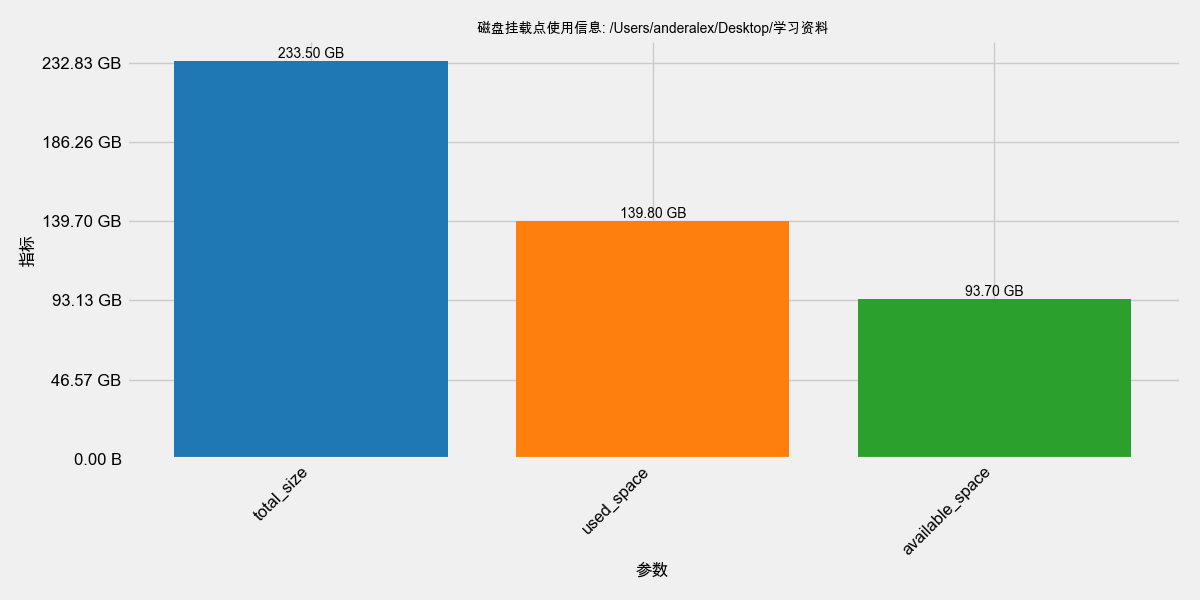 磁盘挂载点使用信息: /Users/anderalex/Desktop/学习资料
233.50 GB
232.83 GB
186.26 GB
139.80 GB
139.70 GB
指标
93.70 GB
93.13 GB
46.57 GB
0.00 B
total_size
used_space
available_space
参数